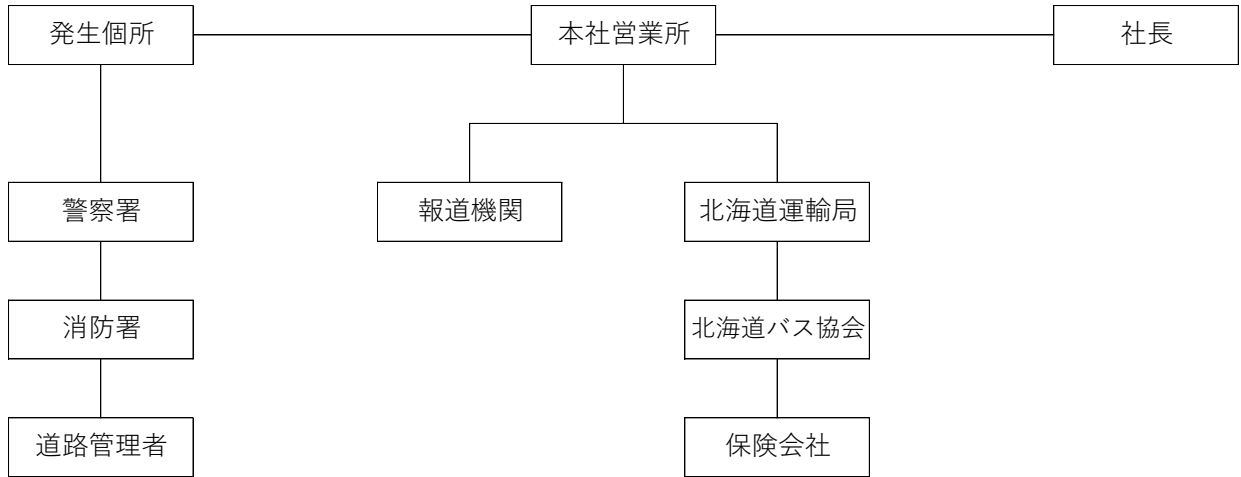 発生個所
本社営業所
社長
警察署
報道機関
北海道運輸局
消防署
北海道バス協会
道路管理者
保険会社